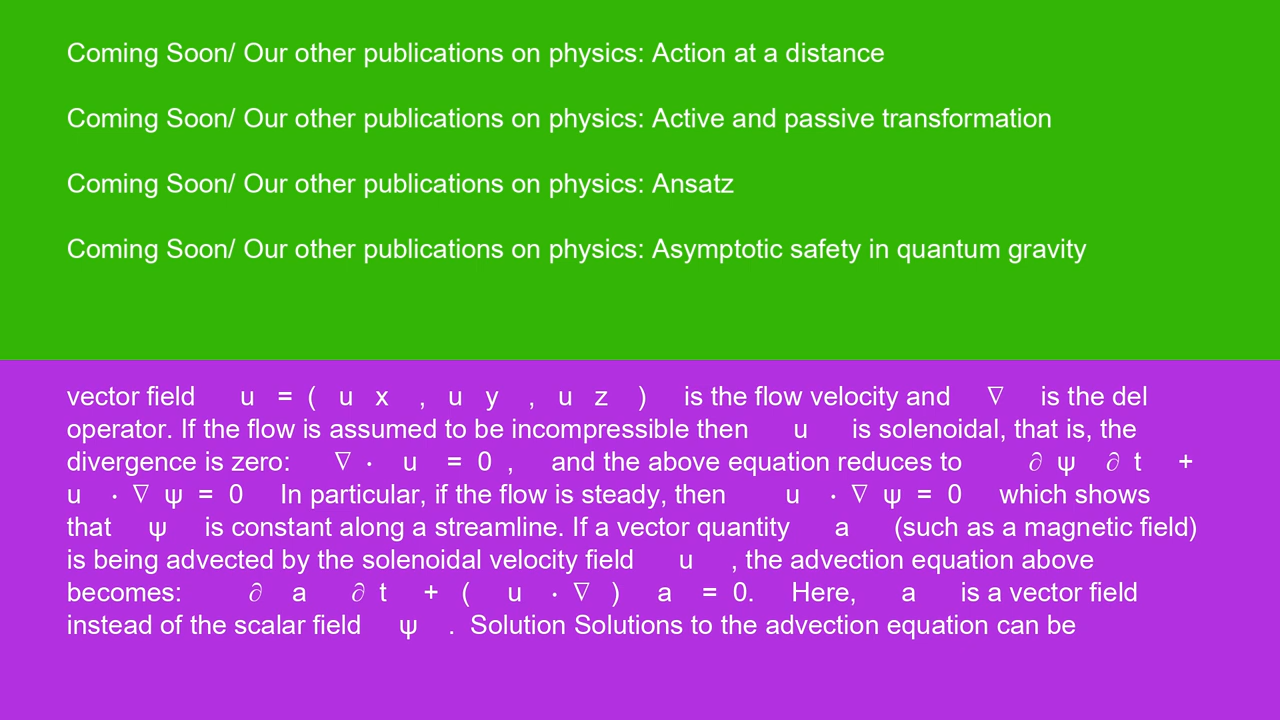 Coming Soon/ Our other publications on physics: Action at a distance
Coming Soon/ Our other publications on physics: Active and passive transformation
Coming Soon/ Our other publications on physics: Ansatz
Coming Soon/ Our other publications on physics: Asymptotic safety in quantum gravity
vector field u = ( u x , u y , u z ) is the flow velocity and ∇ is the del
operator. If the flow is assumed to be incompressible then u is solenoidal, that is, the
divergence is zero: ∇ ⋅ u = 0 , and the above equation reduces to ∂ ψ ∂ t +
u ⋅ ∇ ψ = 0 In particular, if the flow is steady, then u ⋅ ∇ ψ = 0 which shows
that ψ is constant along a streamline. If a vector quantity a (such as a magnetic field)
is being advected by the solenoidal velocity field u , the advection equation above
becomes: ∂ a ∂ t + ( u ⋅ ∇ ) a = 0. Here, a is a vector field
instead of the scalar field ψ . Solution Solutions to the advection equation can be